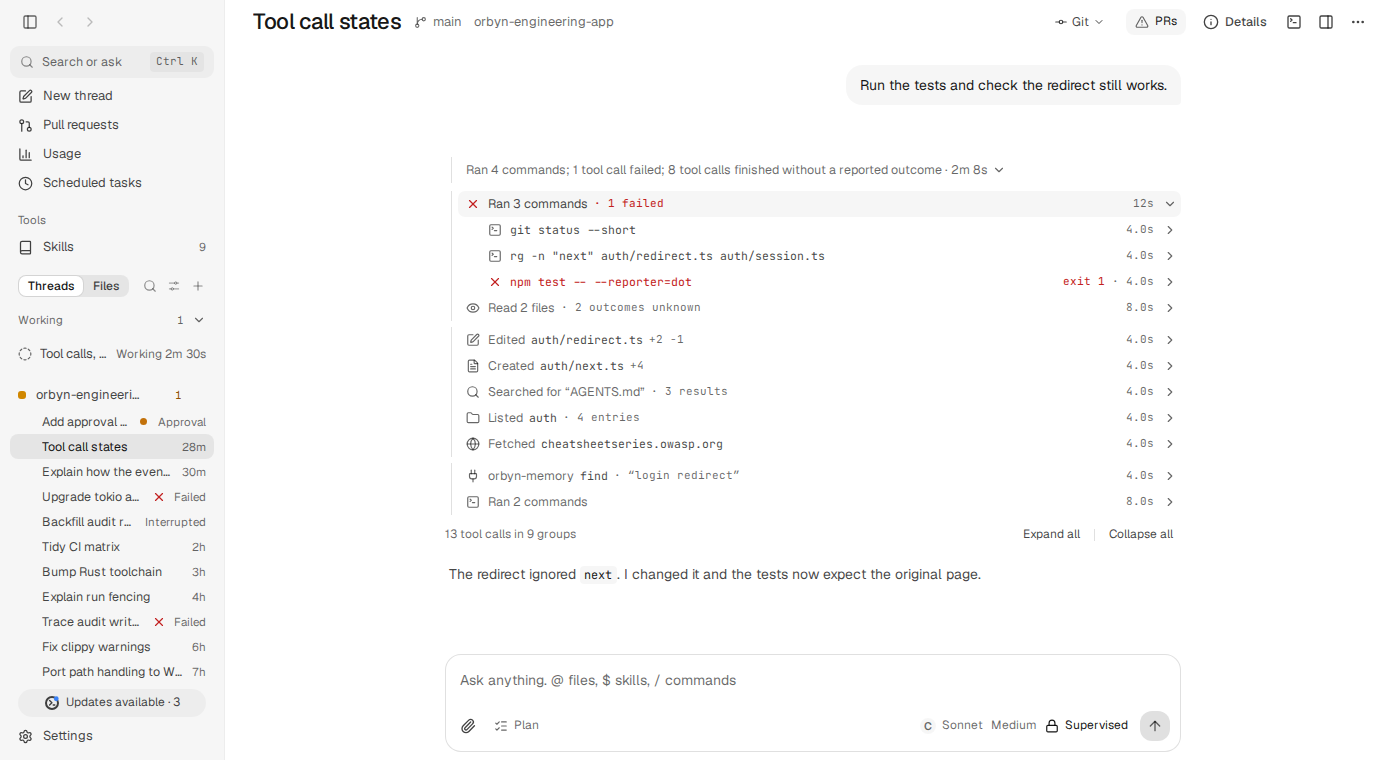 Tool call states
main
orbyn-engineering-app
Git
PRs
Details
Search or ask
Ctrl K
New thread
Pull requests
Usage
Scheduled tasks
Tools
Skills 9
Threads
Files
Working 1
Tool calls, ... Working 2m 30s
orbyn-engineeri... 1
Add approval ... Approval
Tool call states 28m
Explain how the even... 30m
Upgrade tokio a... Failed
Backfill audit r... Interrupted
Tidy CI matrix 2h
Bump Rust toolchain 3h
Explain run fencing 4h
Trace audit writ... Failed
Fix clippy warnings 6h
Port path handling to W... 7h
Updates available · 3
Settings
Run the tests and check the redirect still works.
Ran 4 commands; 1 tool call failed; 8 tool calls finished without a reported outcome · 2m 8s
Ran 3 commands · 1 failed 12s
git status --short 4.0s
rg -n "next" auth/redirect.ts auth/session.ts 4.0s
npm test -- --reporter=dot exit 1 · 4.0s
Read 2 files · 2 outcomes unknown 8.0s
Edited auth/redirect.ts +2 -1 4.0s
Created auth/next.ts +4 4.0s
Searched for “AGENTS.md” · 3 results 4.0s
Listed auth · 4 entries 4.0s
Fetched cheatsheetseries.owasp.org 4.0s
orbyn-memory find · “login redirect” 4.0s
Ran 2 commands 8.0s
13 tool calls in 9 groups
Expand all
Collapse all
The redirect ignored next. I changed it and the tests now expect the original page.
Ask anything. @ files, $ skills, / commands
Plan
C Sonnet Medium
Supervised